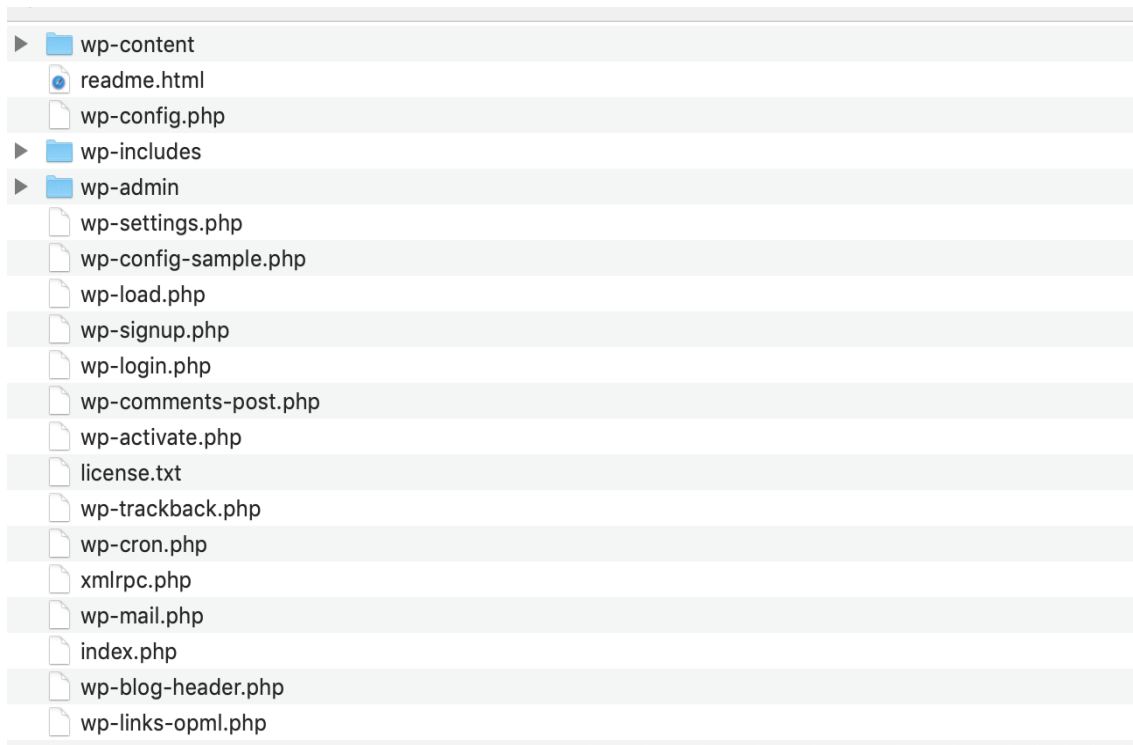 wp-content
readme.html
wp-config.php
wp-includes
wp-admin
wp-settings.php
wp-config-sample.php
wp-load.php
wp-signup.php
wp-login.php
wp-comments-post.php
wp-activate.php
license.txt
wp-trackback.php
wp-cron.php
xmlrpc.php
wp-mail.php
index.php
wp-blog-header.php
wp-links-opml.php